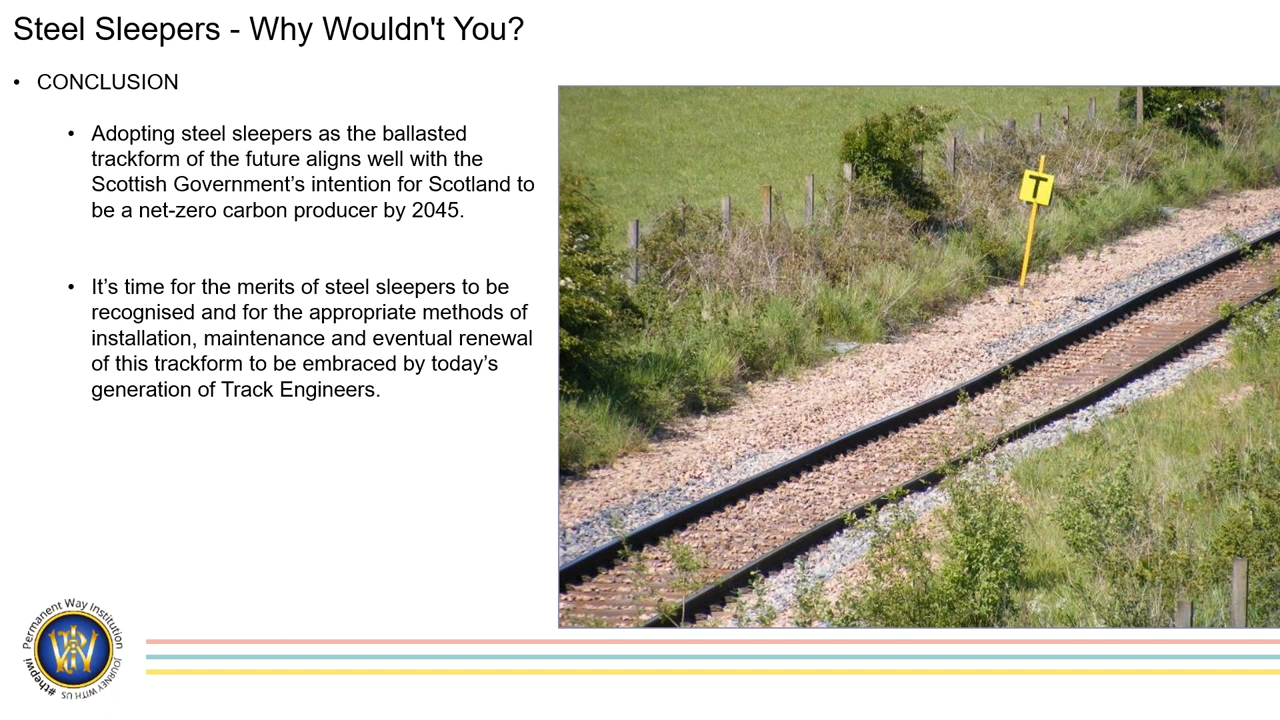 Steel Sleepers - Why Wouldn't You?
• CONCLUSION
• Adopting steel sleepers as the ballasted
trackform of the future aligns well with the
Scottish Government’s intention for Scotland to
be a net-zero carbon producer by 2045.
• It’s time for the merits of steel sleepers to be
recognised and for the appropriate methods of
installation, maintenance and eventual renewal
of this trackform to be embraced by today’s
generation of Track Engineers.
T
Permanent Way Institution
#thepwi
JOURNEY WITH US
PWI